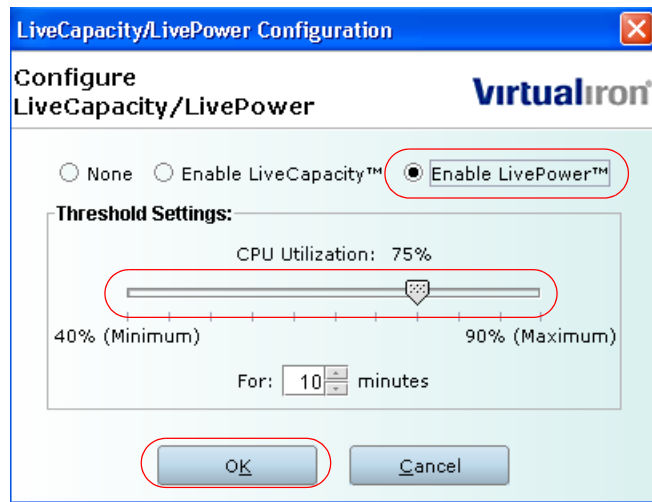 LiveCapacity/LivePower Configuration
Configure
LiveCapacity/LivePower
VırtualIron®
None Enable LiveCapacity™ Enable LivePower™
Threshold Settings:
CPU Utilization: 75%
40% (Minimum) 90% (Maximum)
For: 10 minutes
OK Cancel